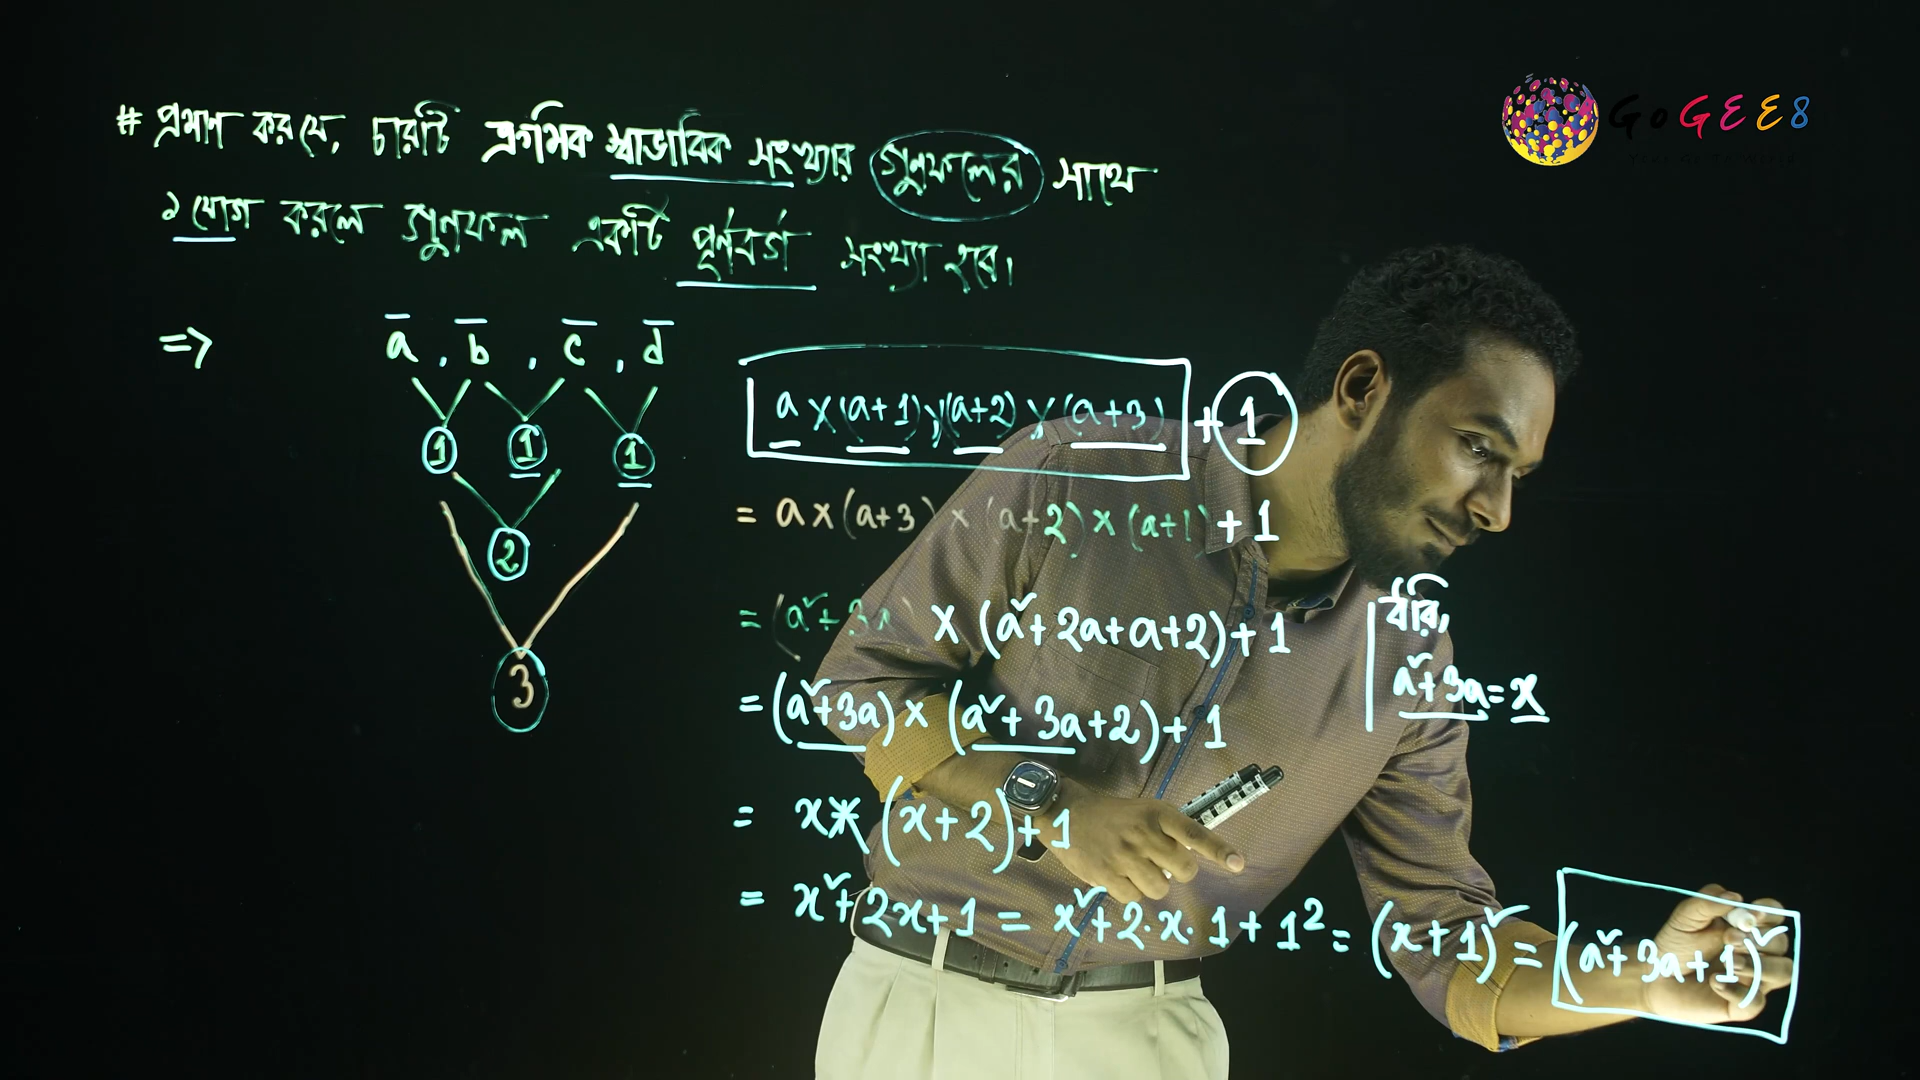 # প্রমাণ কর যে, চারটি ক্রমিক স্বাভাবিক সংখ্যার গুণফলের সাথে
১ যোগ করলে গুণফল একটি পূর্ণবর্গ সংখ্যা হবে।
=> a̅ , b̅ , c̅ , d̅
1 1 1
2
3
a × (a+1) × (a+2) × (a+3) + 1
= a × (a+3) × (a+2) × (a+1) + 1
= (a²+3a) × (a²+2a+a+2)+1
= (a²+3a) × (a²+3a+2)+1
ধরি,
a²+3a=x
= x* (x+2)+1
= x²+2x+1 = x²+2·x·1+1² = (x+1)² = (a²+3a+1)²
GoGEE8